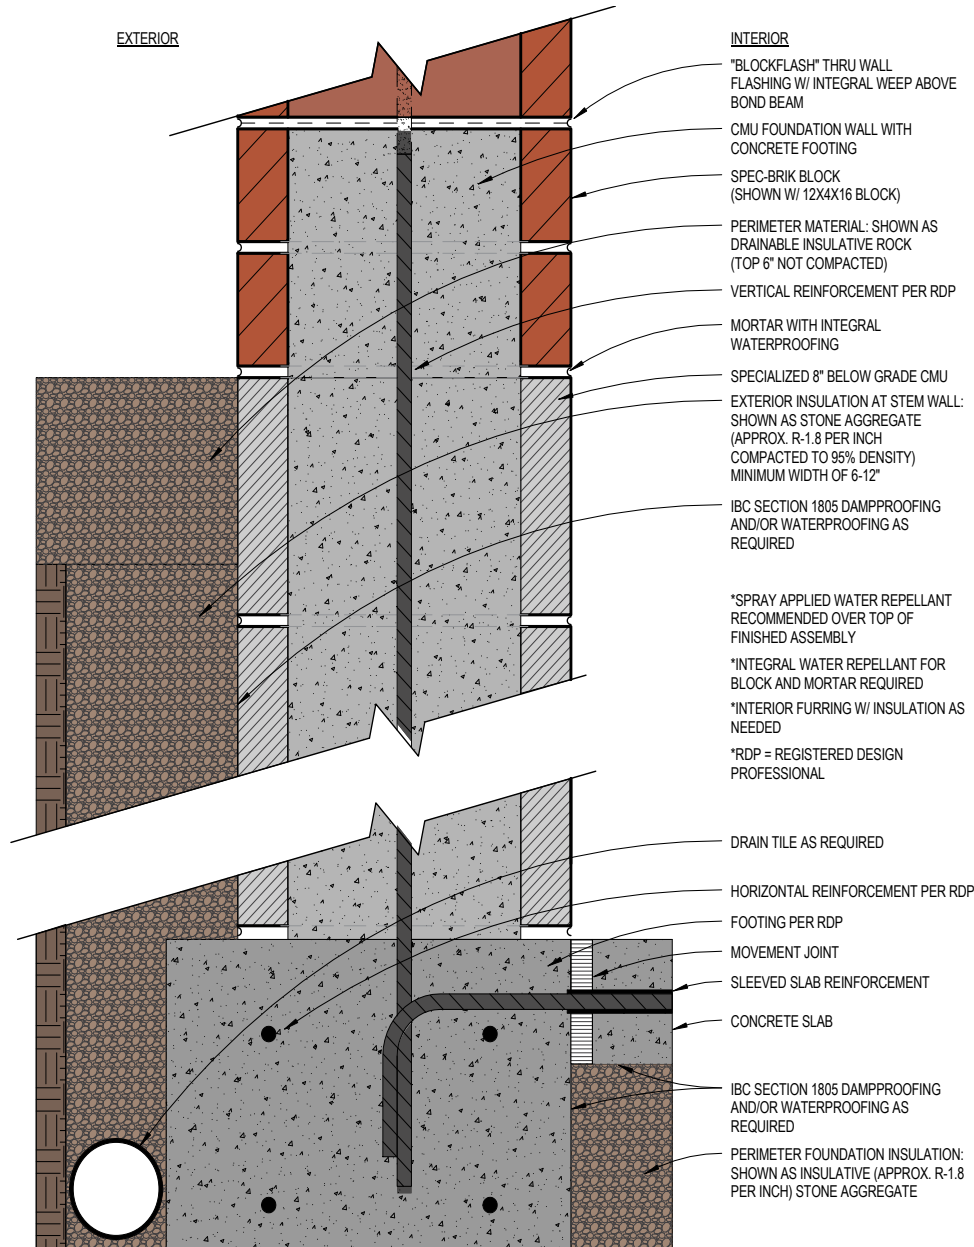 EXTERIOR
INTERIOR
"BLOCKFLASH" THRU WALL
FLASHING W/ INTEGRAL WEEP ABOVE
BOND BEAM
CMU FOUNDATION WALL WITH
CONCRETE FOOTING
SPEC-BRIK BLOCK
(SHOWN W/ 12X4X16 BLOCK)
PERIMETER MATERIAL: SHOWN AS
DRAINABLE INSULATIVE ROCK
(TOP 6" NOT COMPACTED)
VERTICAL REINFORCEMENT PER RDP
MORTAR WITH INTEGRAL
WATERPROOFING
SPECIALIZED 8" BELOW GRADE CMU
EXTERIOR INSULATION AT STEM WALL:
SHOWN AS STONE AGGREGATE
(APPROX. R-1.8 PER INCH
COMPACTED TO 95% DENSITY)
MINIMUM WIDTH OF 6-12"
IBC SECTION 1805 DAMPPROOFING
AND/OR WATERPROOFING AS
REQUIRED
*SPRAY APPLIED WATER REPELLANT
RECOMMENDED OVER TOP OF
FINISHED ASSEMBLY
*INTEGRAL WATER REPELLANT FOR
BLOCK AND MORTAR REQUIRED
*INTERIOR FURRING W/ INSULATION AS
NEEDED
*RDP = REGISTERED DESIGN
PROFESSIONAL
DRAIN TILE AS REQUIRED
HORIZONTAL REINFORCEMENT PER RDP
FOOTING PER RDP
MOVEMENT JOINT
SLEEVED SLAB REINFORCEMENT
CONCRETE SLAB
IBC SECTION 1805 DAMPPROOFING
AND/OR WATERPROOFING AS
REQUIRED
PERIMETER FOUNDATION INSULATION:
SHOWN AS INSULATIVE (APPROX. R-1.8
PER INCH) STONE AGGREGATE